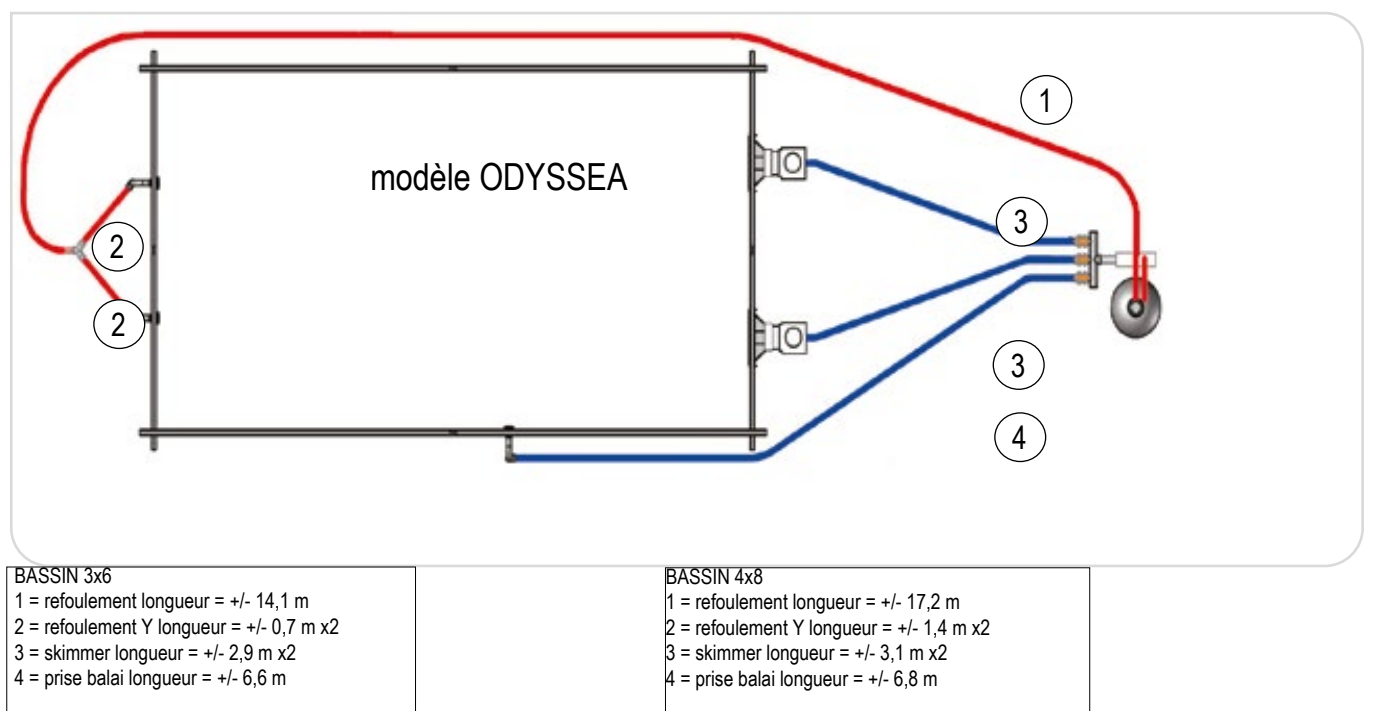 1
modèle ODYSSEA
3
2
2
3
4
BASSIN 3x6
1 = refoulement longueur = +/- 14,1 m
2 = refoulement Y longueur = +/- 0,7 m x2
3 = skimmer longueur = +/- 2,9 m x2
4 = prise balai longueur = +/- 6,6 m
BASSIN 4x8
1 = refoulement longueur = +/- 17,2 m
2 = refoulement Y longueur = +/- 1,4 m x2
3 = skimmer longueur = +/- 3,1 m x2
4 = prise balai longueur = +/- 6,8 m